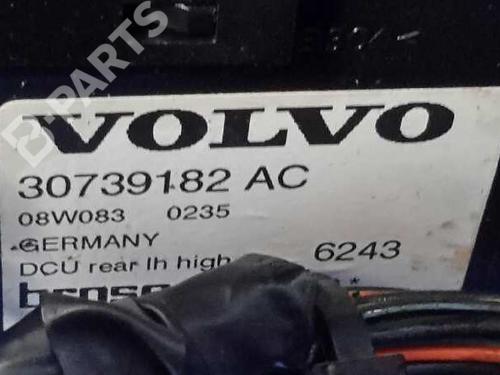 B-PARTS
VOLVO
30739182 AC
08W083 0235
GERMANY
DCU rear lh high 6243